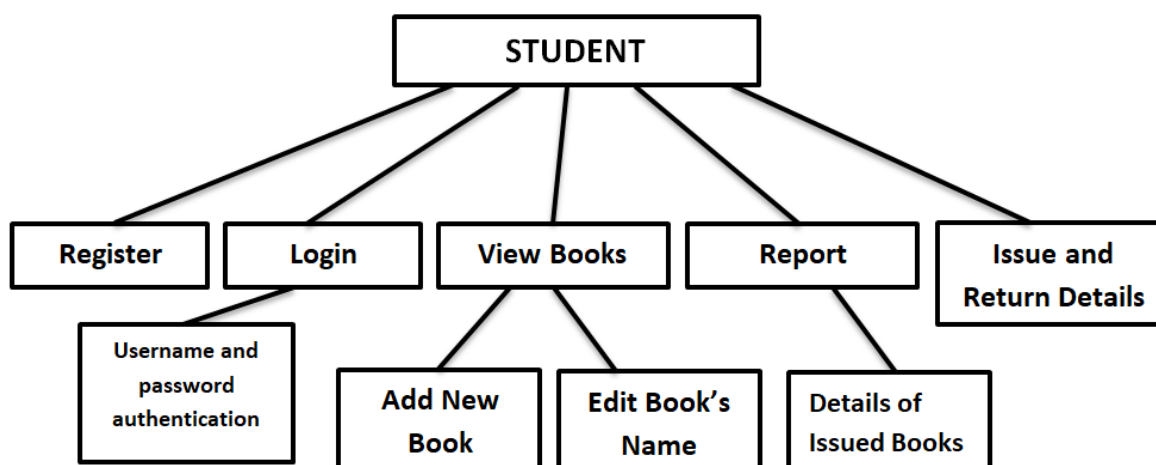 STUDENT
Register
Login
View Books
Report
Issue and
Return Details
Username and
password
authentication
Add New
Book
Edit Book’s
Name
Details of
Issued Books